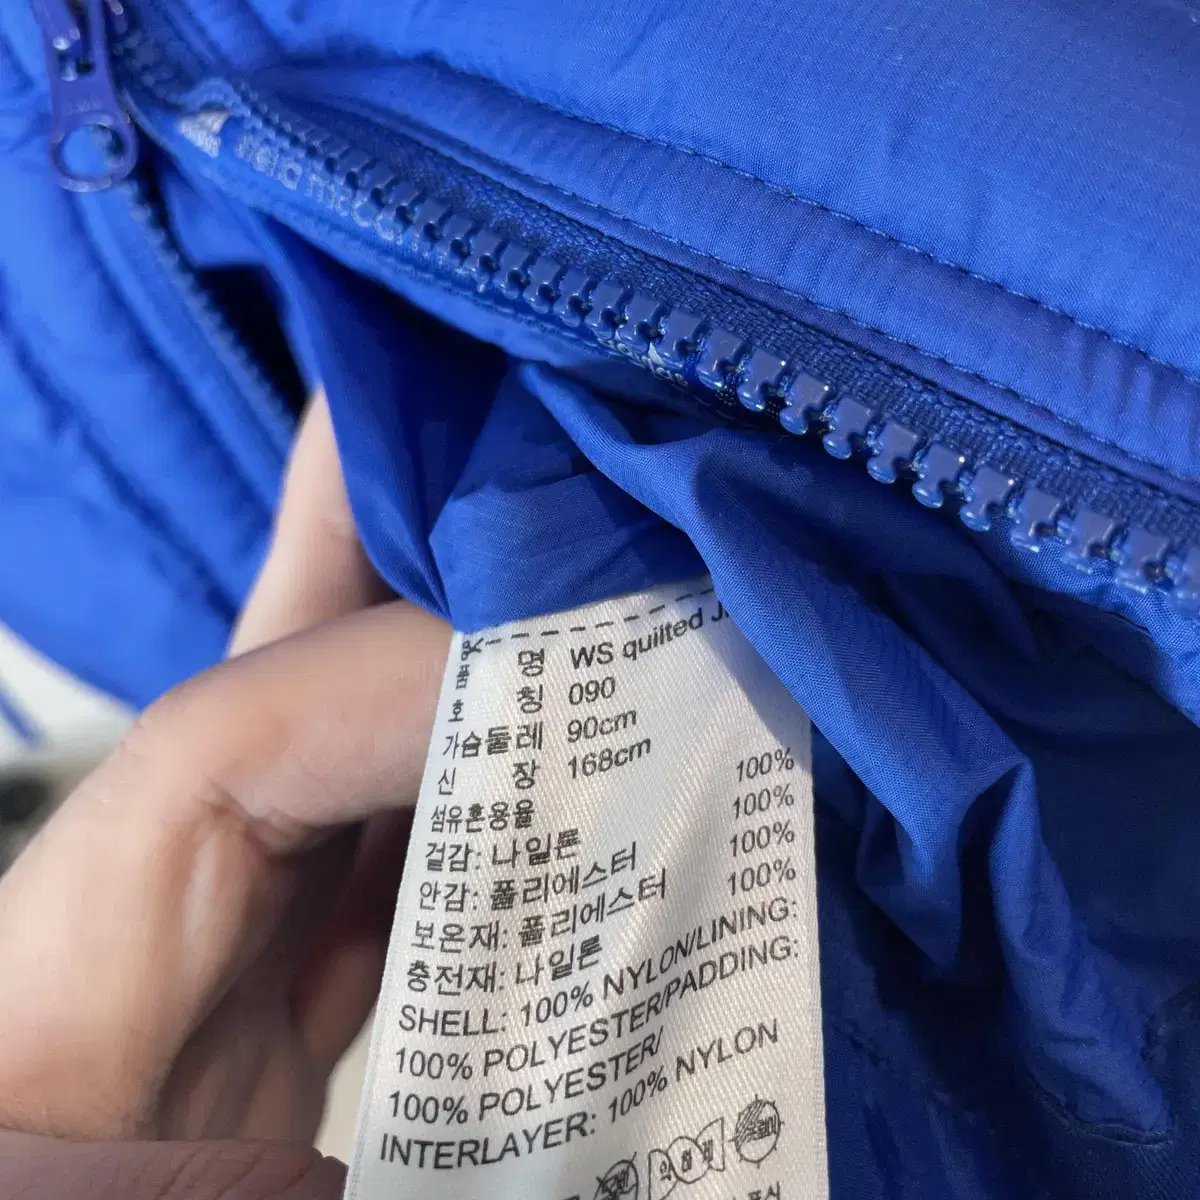 품 명 WS quilted
호 칭 090
가슴둘레 90cm
신 장 168cm
섬유혼용율
겉감: 나일론 100%
안감: 폴리에스터 100%
보온재: 폴리에스터 100%
충전재: 나일론 100%
SHELL: 100% NYLON/LINING:
100% POLYESTER/PADDING:
100% POLYESTER/
INTERLAYER: 100% NYLON